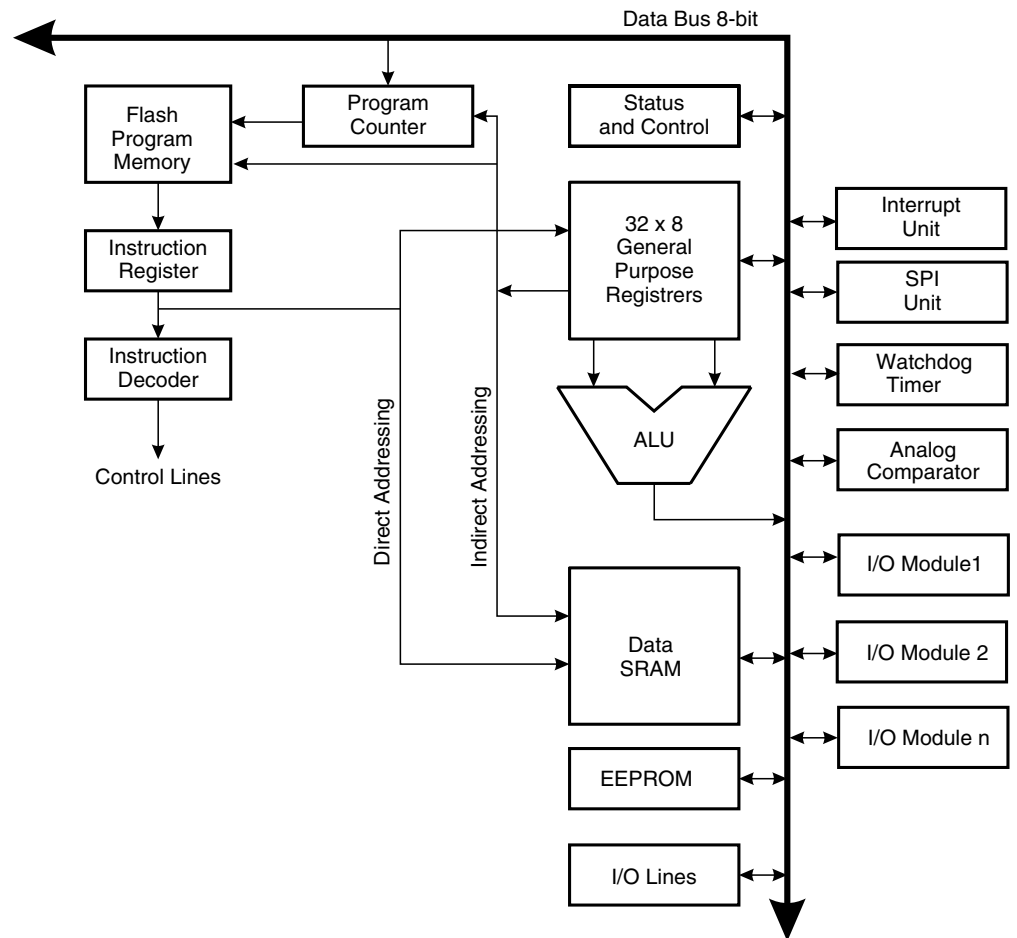 Data Bus 8-bit
Flash
Program
Memory
Program
Counter
Status
and Control
Instruction
Register
32 x 8
General
Purpose
Registrers
Interrupt
Unit
SPI
Unit
Instruction
Decoder
Watchdog
Timer
Control Lines
Direct Addressing
Indirect Addressing
ALU
Analog
Comparator
I/O Module1
Data
SRAM
I/O Module 2
I/O Module n
EEPROM
I/O Lines